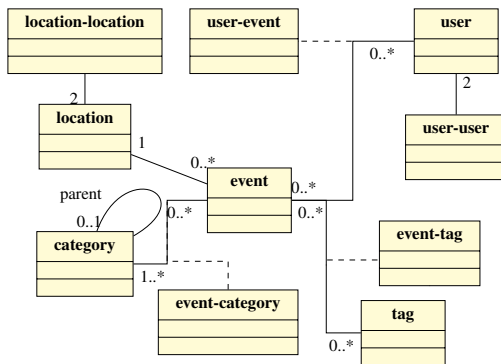 location-location
user-event
user
0..*
2
2
location
user-user
1
0..*
event
parent
0..1
0..*
0..*
0..*
category
event-tag
1..*
event-category
tag
0..*